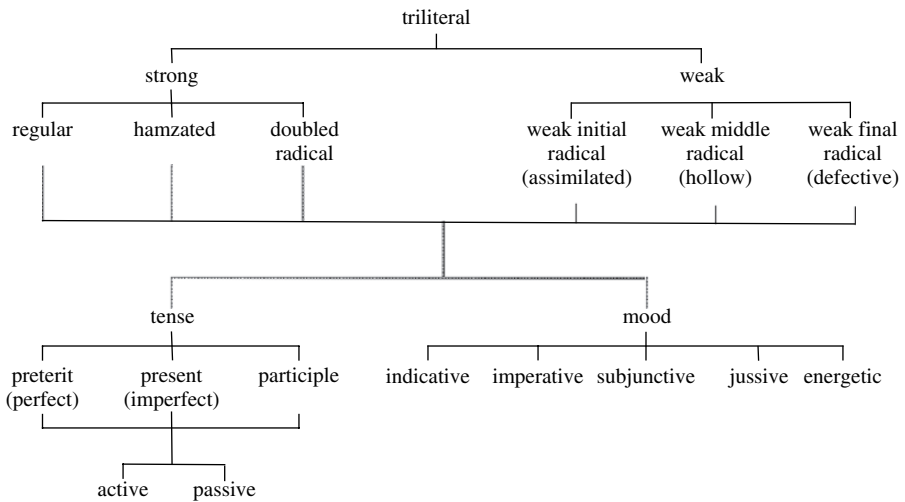 triliteral
strong
weak
regular
hamzated
doubled
radical
weak initial
radical
(assimilated)
weak middle
radical
(hollow)
weak final
radical
(defective)
tense
mood
preterit
(perfect)
present
(imperfect)
participle
indicative
imperative
subjunctive
jussive
energetic
active
passive